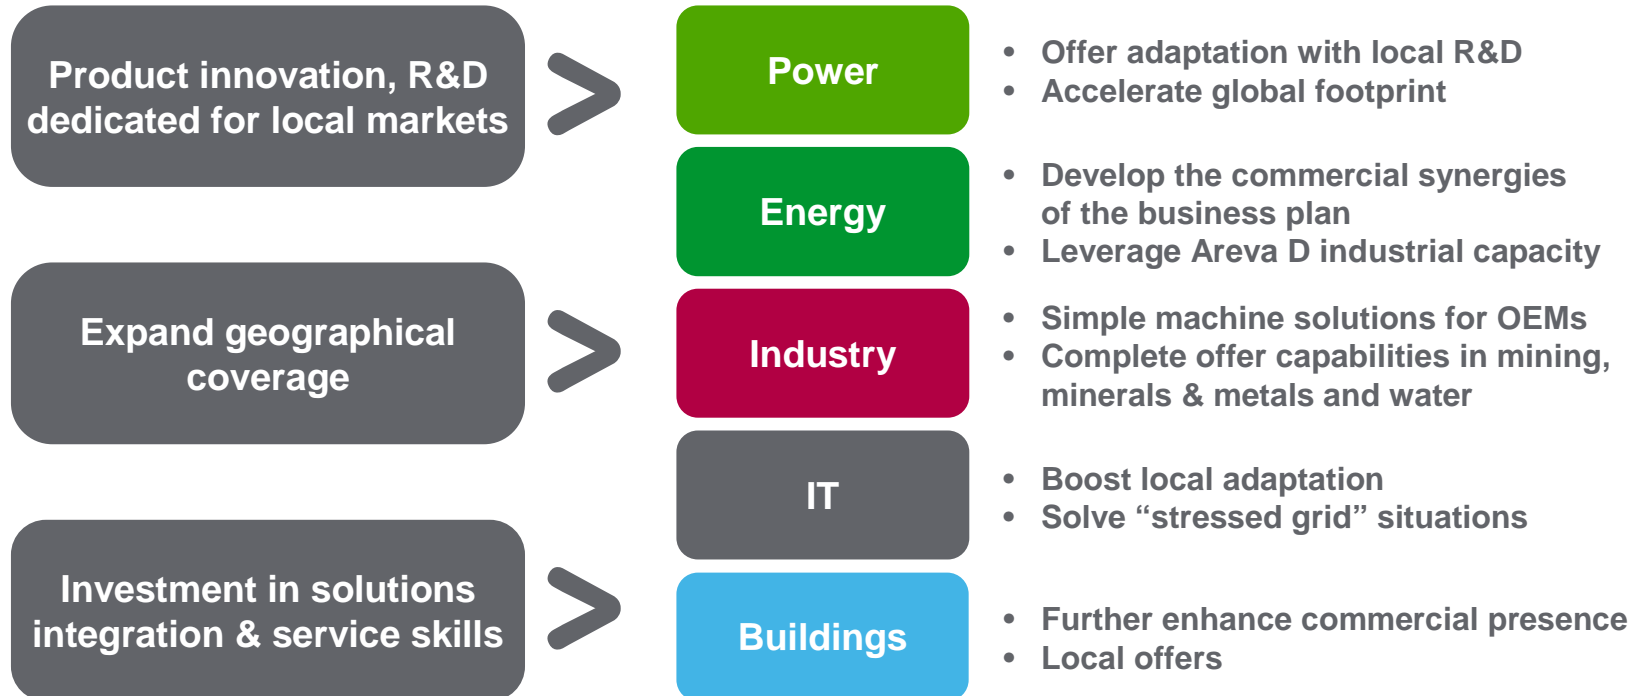 Product innovation, R&D
dedicated for local markets
>
Power
• Offer adaptation with local R&D
• Accelerate global footprint
Energy
• Develop the commercial synergies
of the business plan
• Leverage Areva D industrial capacity
Expand geographical
coverage
>
Industry
• Simple machine solutions for OEMs
• Complete offer capabilities in mining,
minerals & metals and water
IT
• Boost local adaptation
• Solve “stressed grid” situations
Investment in solutions
integration & service skills
>
Buildings
• Further enhance commercial presence
• Local offers